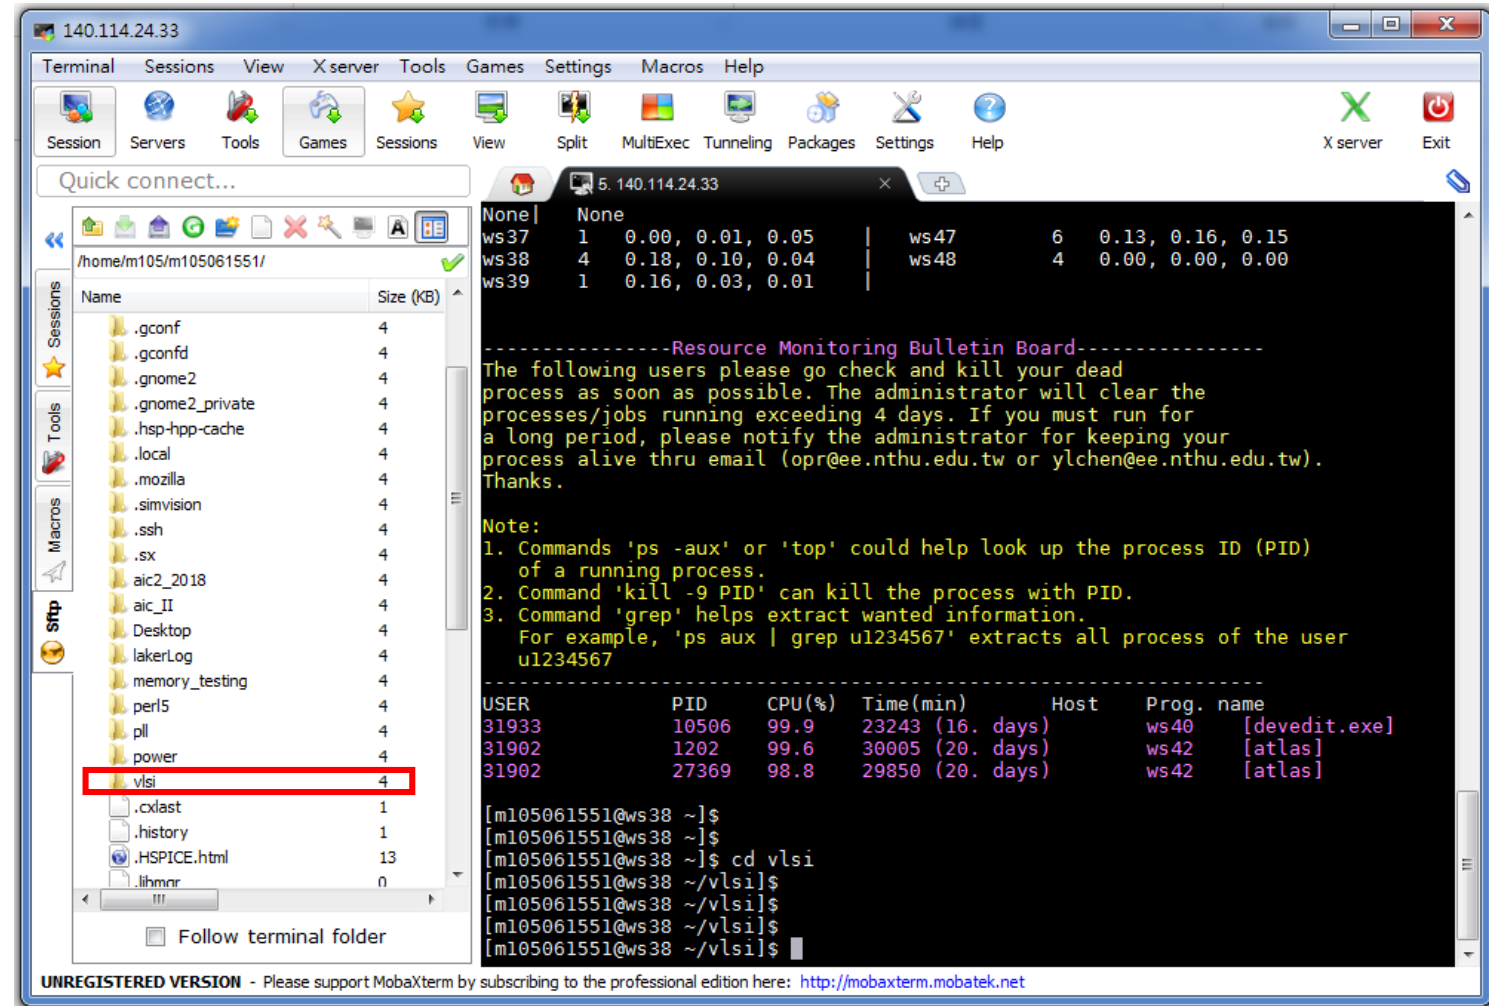 140.114.24.33
Terminal Sessions View X server Tools Games Settings Macros Help
Session Servers Tools Games Sessions View Split MultiExec Tunneling Packages Settings Help X server Exit
Quick connect...
5. 140.114.24.33
/home/m105/m105061551/
Name Size (KB)
.gconf 4
.gconfd 4
.gnome2 4
.gnome2_private 4
.hsp-hpp-cache 4
.local 4
.mozilla 4
.simvision 4
.ssh 4
.sx 4
aic2_2018 4
aic_II 4
Desktop 4
lakerLog 4
memory_testing 4
perl5 4
pll 4
power 4
vlsi 4
.cxlast 1
.history 1
.HSPICE.html 13
.libmgr 0
Follow terminal folder
Sessions
Tools
Macros
Sftp
None| None
ws37 1 0.00, 0.01, 0.05 | ws47 6 0.13, 0.16, 0.15
ws38 4 0.18, 0.10, 0.04 | ws48 4 0.00, 0.00, 0.00
ws39 1 0.16, 0.03, 0.01 |
----------------Resource Monitoring Bulletin Board----------------
The following users please go check and kill your dead
process as soon as possible. The administrator will clear the
processes/jobs running exceeding 4 days. If you must run for
a long period, please notify the administrator for keeping your
process alive thru email (opr@ee.nthu.edu.tw or ylchen@ee.nthu.edu.tw).
Thanks.
Note:
1. Commands 'ps -aux' or 'top' could help look up the process ID (PID)
of a running process.
2. Command 'kill -9 PID' can kill the process with PID.
3. Command 'grep' helps extract wanted information.
For example, 'ps aux | grep u1234567' extracts all process of the user
u1234567
------------------------------------------------------------------
USER PID CPU(%) Time(min) Host Prog. name
31933 10506 99.9 23243 (16. days) ws40 [devedit.exe]
31902 1202 99.6 30005 (20. days) ws42 [atlas]
31902 27369 98.8 29850 (20. days) ws42 [atlas]
[m105061551@ws38 ~]$
[m105061551@ws38 ~]$
[m105061551@ws38 ~]$ cd vlsi
[m105061551@ws38 ~/vlsi]$
[m105061551@ws38 ~/vlsi]$
[m105061551@ws38 ~/vlsi]$
[m105061551@ws38 ~/vlsi]$
UNREGISTERED VERSION - Please support MobaXterm by subscribing to the professional edition here: http://mobaxterm.mobatek.net